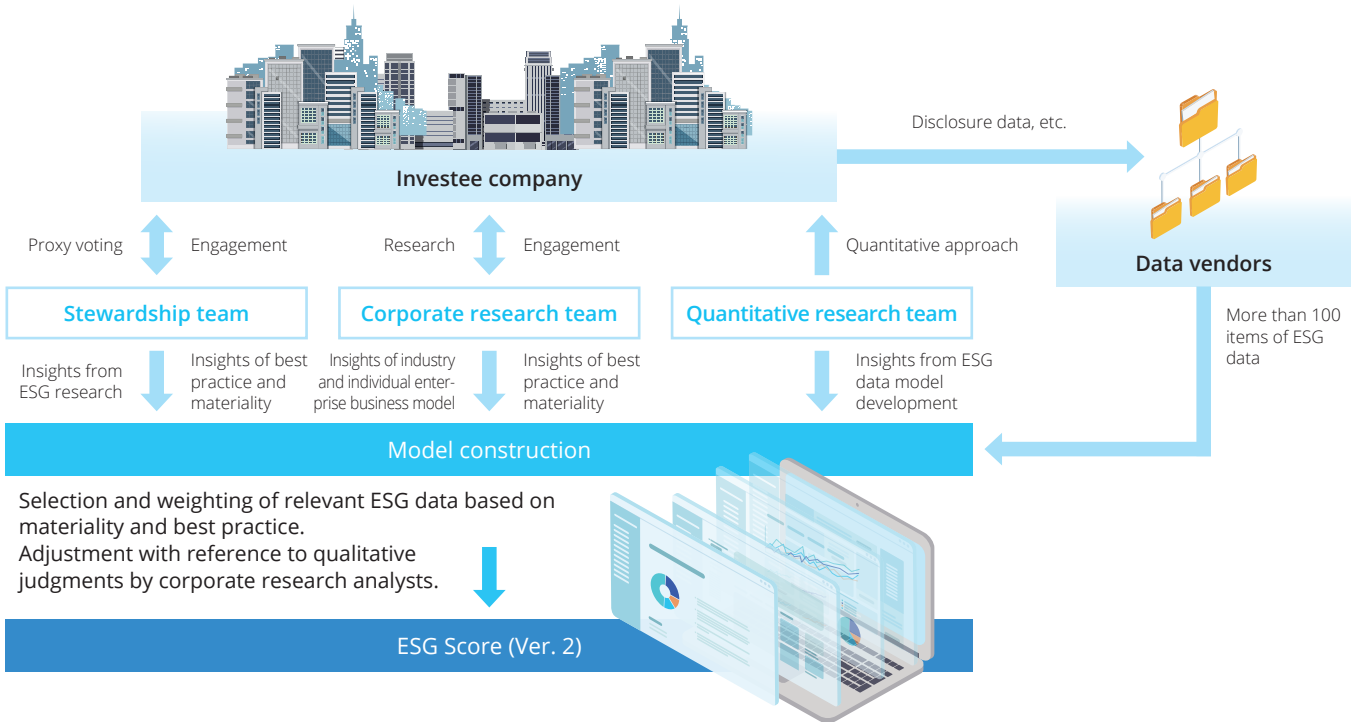 Disclosure data, etc.
Investee company
Data vendors
Proxy voting
Engagement
Research
Engagement
Quantitative approach
Stewardship team
Corporate research team
Quantitative research team
More than 100
items of ESG
data
Insights from
ESG research
Insights of best
practice and
materiality
Insights of industry
and individual enter-
prise business model
Insights of best
practice and
materiality
Insights from ESG
data model
development
Model construction
Selection and weighting of relevant ESG data based on
materiality and best practice.
Adjustment with reference to qualitative
judgments by corporate research analysts.
ESG Score (Ver. 2)